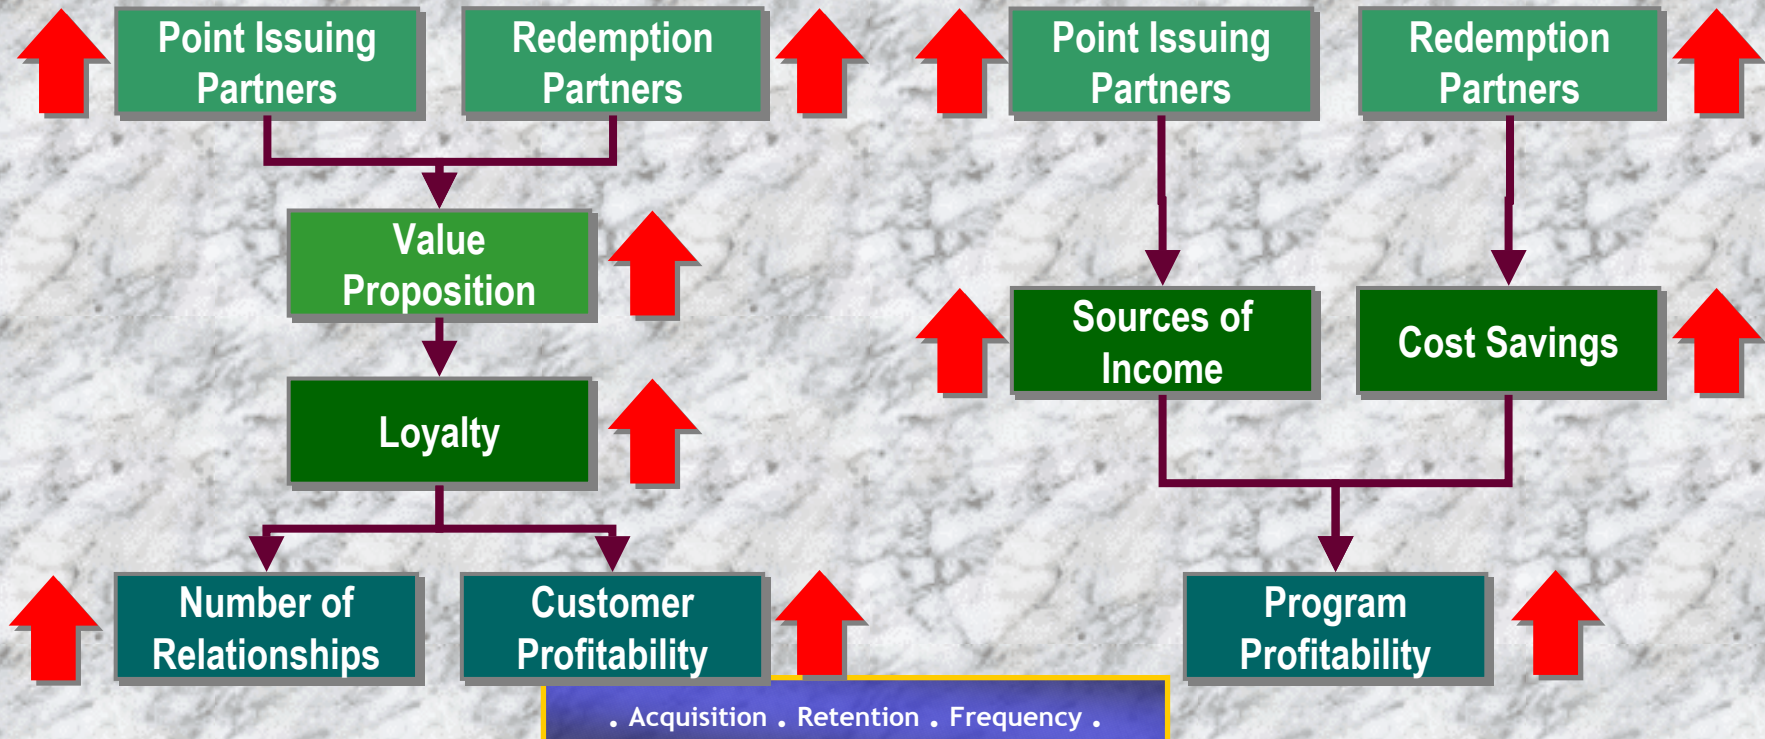 Point Issuing
Partners
Redemption
Partners
Point Issuing
Partners
Redemption
Partners
Value
Proposition
Sources of
Income
Cost Savings
Loyalty
Number of
Relationships
Customer
Profitability
Program
Profitability
. Acquisition . Retention . Frequency .